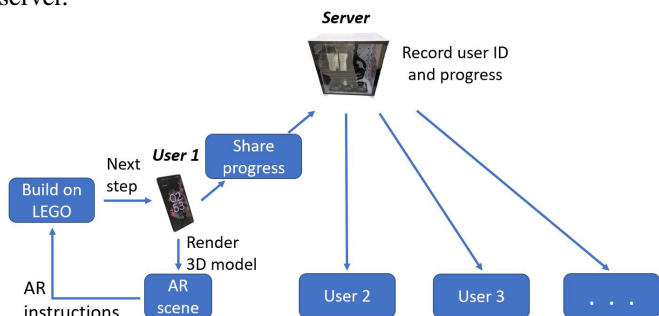 server.
Server
Record user ID
and progress
Share
progress
User 1
Next
step
Build on
LEGO
Render
3D model
AR
scene
AR
instructions
User 2
User 3
. . .